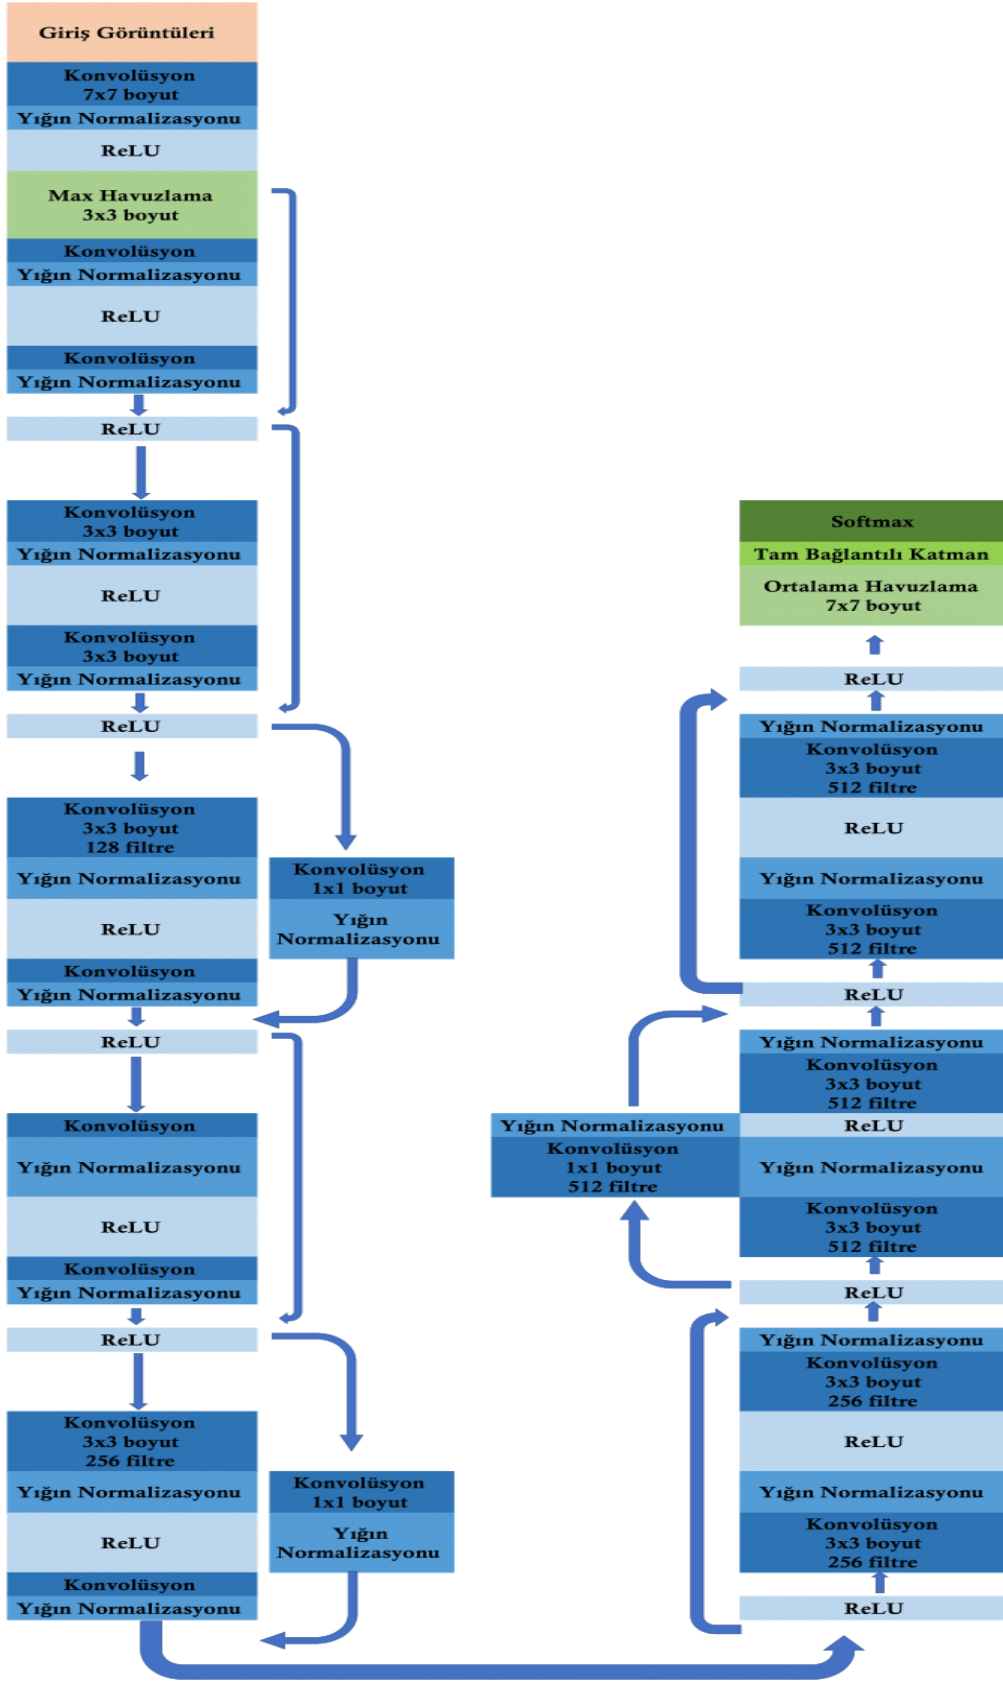 Giriş Görüntüleri
Konvolüsyon
7x7 boyut
Yığın Normalizasyonu
ReLU
Max Havuzlama
3x3 boyut
Konvolüsyon
Yığın Normalizasyonu
ReLU
Konvolüsyon
Yığın Normalizasyonu
ReLU
Konvolüsyon
3x3 boyut
Yığın Normalizasyonu
ReLU
Konvolüsyon
3x3 boyut
Yığın Normalizasyonu
ReLU
Konvolüsyon
3x3 boyut
128 filtre
Yığın Normalizasyonu
ReLU
Konvolüsyon
Yığın Normalizasyonu
Konvolüsyon
1x1 boyut
Yığın
Normalizasyonu
ReLU
Konvolüsyon
Yığın Normalizasyonu
ReLU
Konvolüsyon
Yığın Normalizasyonu
ReLU
Konvolüsyon
3x3 boyut
256 filtre
Yığın Normalizasyonu
ReLU
Konvolüsyon
Yığın Normalizasyonu
Konvolüsyon
1x1 boyut
Yığın
Normalizasyonu
Softmax
Tam Bağlantılı Katman
Ortalama Havuzlama
7x7 boyut
ReLU
Yığın Normalizasyonu
Konvolüsyon
3x3 boyut
512 filtre
ReLU
Yığın Normalizasyonu
Konvolüsyon
3x3 boyut
512 filtre
ReLU
Yığın Normalizasyonu
Konvolüsyon
3x3 boyut
512 filtre
ReLU
Yığın Normalizasyonu
Konvolüsyon
3x3 boyut
512 filtre
Yığın Normalizasyonu
Konvolüsyon
1x1 boyut
512 filtre
ReLU
Yığın Normalizasyonu
Konvolüsyon
3x3 boyut
256 filtre
ReLU
Yığın Normalizasyonu
Konvolüsyon
3x3 boyut
256 filtre
ReLU